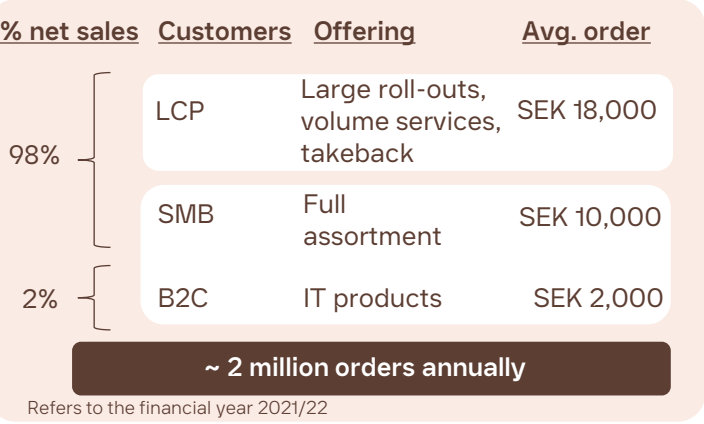 % net sales Customers Offering Avg. order
98%
LCP
Large roll-outs,
volume services,
takeback
SEK 18,000
SMB
Full
assortment
SEK 10,000
2%
B2C
IT products
SEK 2,000
~ 2 million orders annually
Refers to the financial year 2021/22